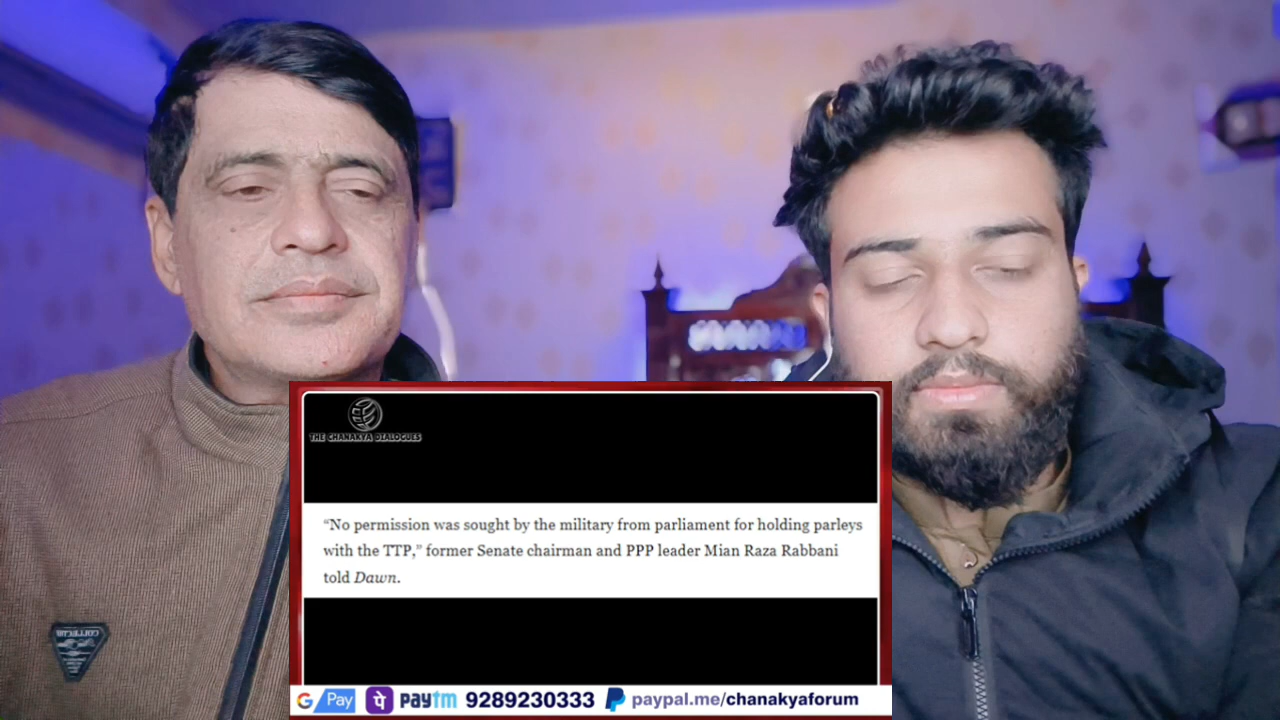 THE CHANAKYA DIALOGUES
“No permission was sought by the military from parliament for holding parleys
with the TTP,” former Senate chairman and PPP leader Mian Raza Rabbani
told Dawn.
G Pay पे paytm 9289230333 paypal.me/chanakyaforum